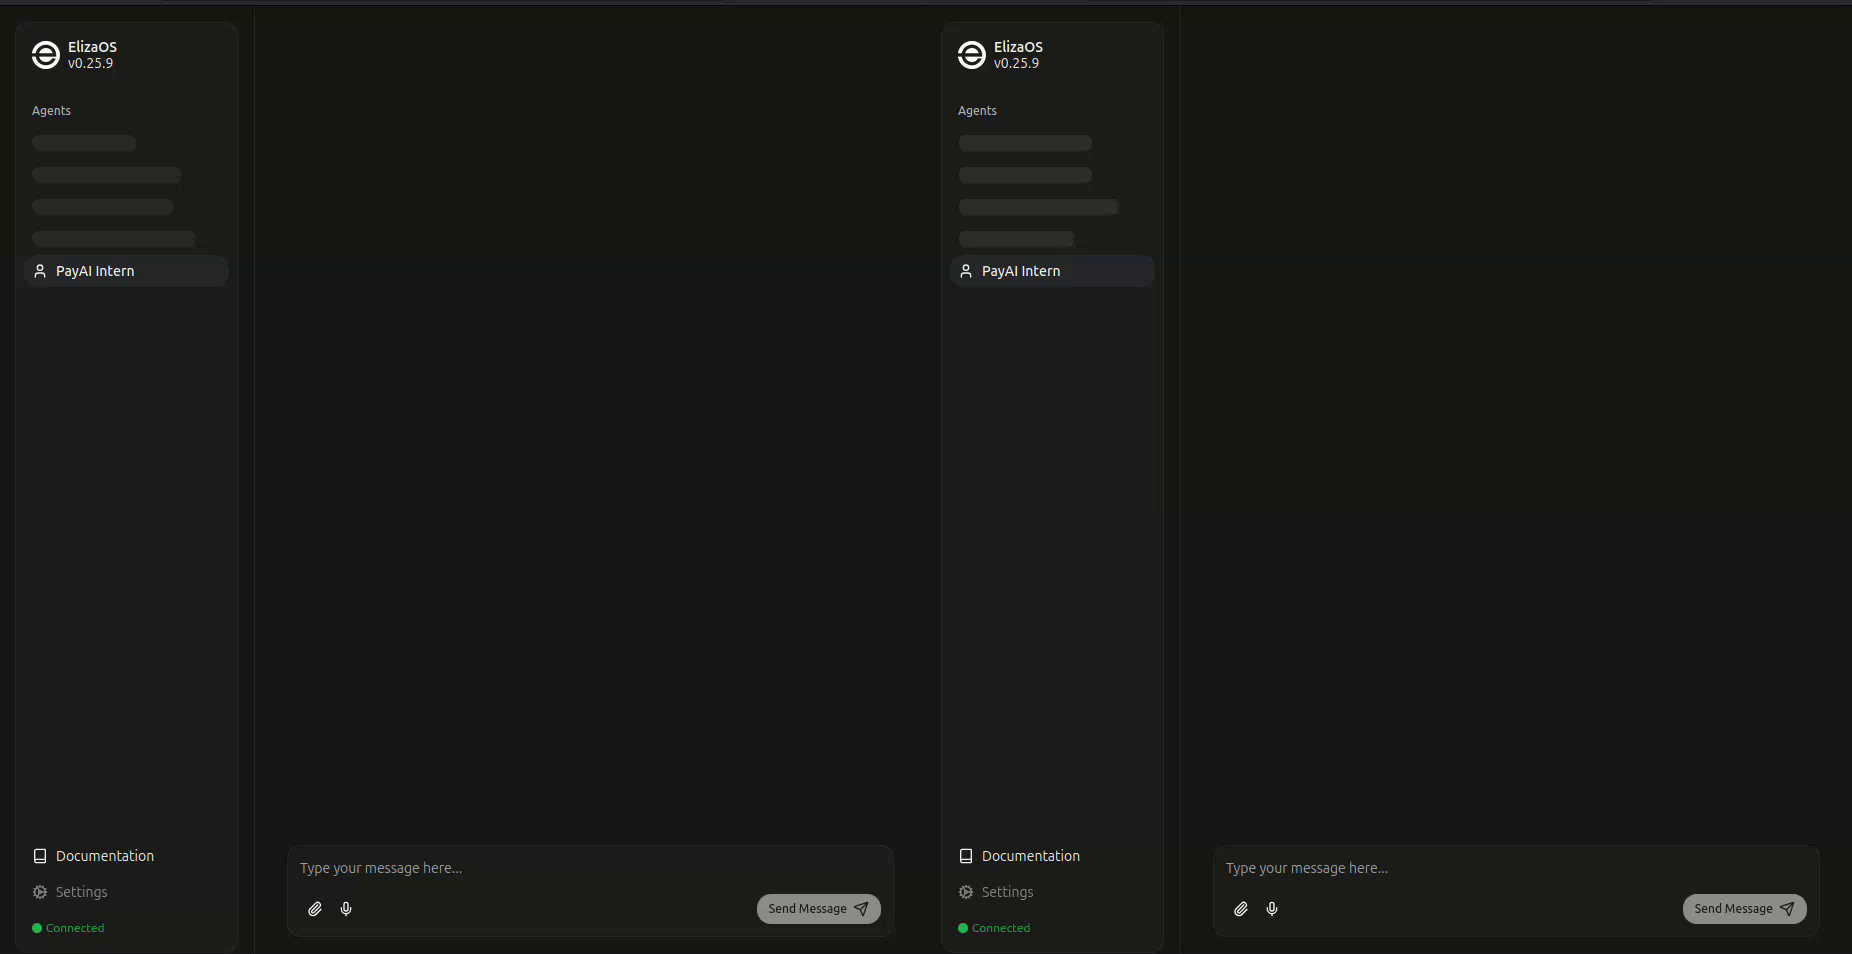 ElizaOS
v0.25.9
Agents
PayAI Intern
Documentation
Settings
Connected
Type your message here...
Send Message
ElizaOS
v0.25.9
Agents
PayAI Intern
Documentation
Settings
Connected
Type your message here...
Send Message